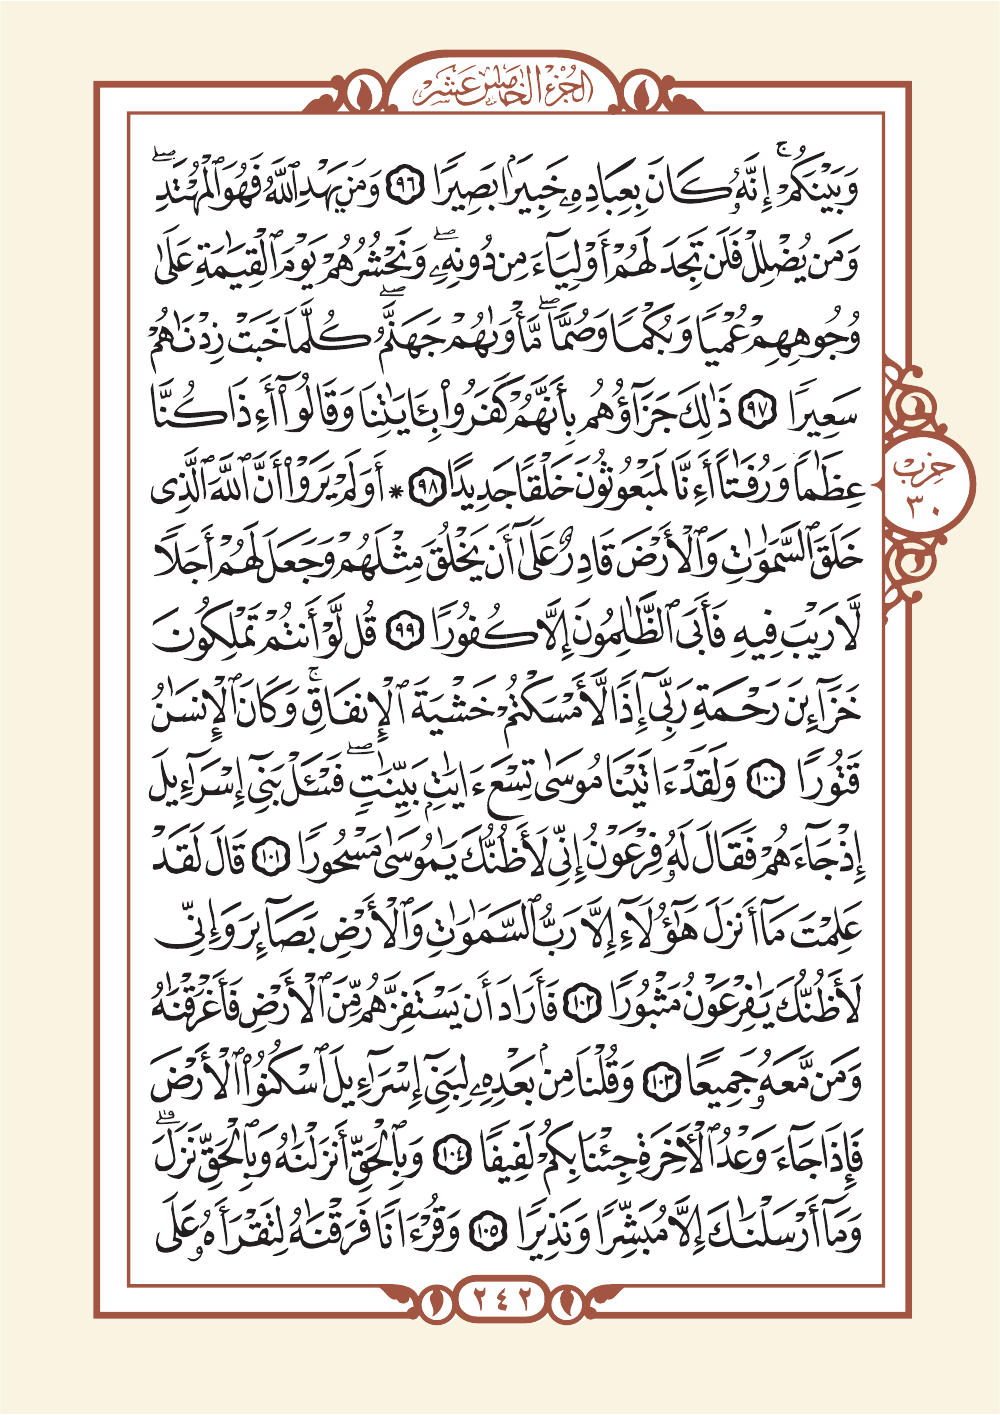 الجزء الخامس عشر
وَبَيْنَكُمْۚ إِنَّهُۥ كَانَ بِعِبَادِهِۦ خَبِيرَۢا بَصِيرًا ٩٦ وَمَن يَهْدِ ٱللَّهُ فَهُوَ ٱلْمُهْتَدِۖ
وَمَن يُضْلِلْ فَلَن تَجِدَ لَهُمْ أَوْلِيَآءَ مِن دُونِهِۦۖ وَنَحْشُرُهُمْ يَوْمَ ٱلْقِيَٰمَةِ عَلَىٰ
وُجُوهِهِمْ عُمْيًا وَبُكْمًا وَصُمًّاۖ مَّأْوَىٰهُمْ جَهَنَّمُۖ كُلَّمَا خَبَتْ زِدْنَٰهُمْ
سَعِيرًا ٩٧ ذَٰلِكَ جَزَآؤُهُم بِأَنَّهُمْ كَفَرُوا۟ بِـَٔايَٰتِنَا وَقَالُوٓا۟ أَءِذَا كُنَّا
عِظَٰمًا وَرُفَٰتًا أَءِنَّا لَمَبْعُوثُونَ خَلْقًا جَدِيدًا ٩٨ * أَوَلَمْ يَرَوْا۟ أَنَّ ٱللَّهَ ٱلَّذِى
حزب
٣٠
خَلَقَ ٱلسَّمَٰوَٰتِ وَٱلْأَرْضَ قَادِرٌ عَلَىٰٓ أَن يَخْلُقَ مِثْلَهُمْ وَجَعَلَ لَهُمْ أَجَلًا
لَّا رَيْبَ فِيهِ فَأَبَى ٱلظَّٰلِمُونَ إِلَّا كُفُورًا ٩٩ قُل لَّوْ أَنتُمْ تَمْلِكُونَ
خَزَآئِنَ رَحْمَةِ رَبِّىٓ إِذًا لَّأَمْسَكْتُمْ خَشْيَةَ ٱلْإِنفَاقِۚ وَكَانَ ٱلْإِنسَٰنُ
قَتُورًا ١٠٠ وَلَقَدْ ءَاتَيْنَا مُوسَىٰ تِسْعَ ءَايَٰتٍۭ بَيِّنَٰتٍۖ فَسْـَٔلْ بَنِىٓ إِسْرَٰٓءِيلَ
إِذْ جَآءَهُمْ فَقَالَ لَهُۥ فِرْعَوْنُ إِنِّى لَأَظُنُّكَ يَٰمُوسَىٰ مَسْحُورًا ١٠١ قَالَ لَقَدْ
عَلِمْتَ مَآ أَنزَلَ هَٰٓؤُلَآءِ إِلَّا رَبُّ ٱلسَّمَٰوَٰتِ وَٱلْأَرْضِ بَصَآئِرَ وَإِنِّى
لَأَظُنُّكَ يَٰفِرْعَوْنُ مَثْبُورًا ١٠٢ فَأَرَادَ أَن يَسْتَفِزَّهُم مِّنَ ٱلْأَرْضِ فَأَغْرَقْنَٰهُ
وَمَن مَّعَهُۥ جَمِيعًا ١٠٣ وَقُلْنَا مِنۢ بَعْدِهِۦ لِبَنِىٓ إِسْرَٰٓءِيلَ ٱسْكُنُوا۟ ٱلْأَرْضَ
فَإِذَا جَآءَ وَعْدُ ٱلْءَاخِرَةِ جِئْنَا بِكُمْ لَفِيفًا ١٠٤ وَبِٱلْحَقِّ أَنزَلْنَٰهُ وَبِٱلْحَقِّ نَزَلَۗ
وَمَآ أَرْسَلْنَٰكَ إِلَّا مُبَشِّرًا وَنَذِيرًا ١٠٥ وَقُرْءَانًا فَرَقْنَٰهُ لِتَقْرَأَهُۥ عَلَى
٢٤٢